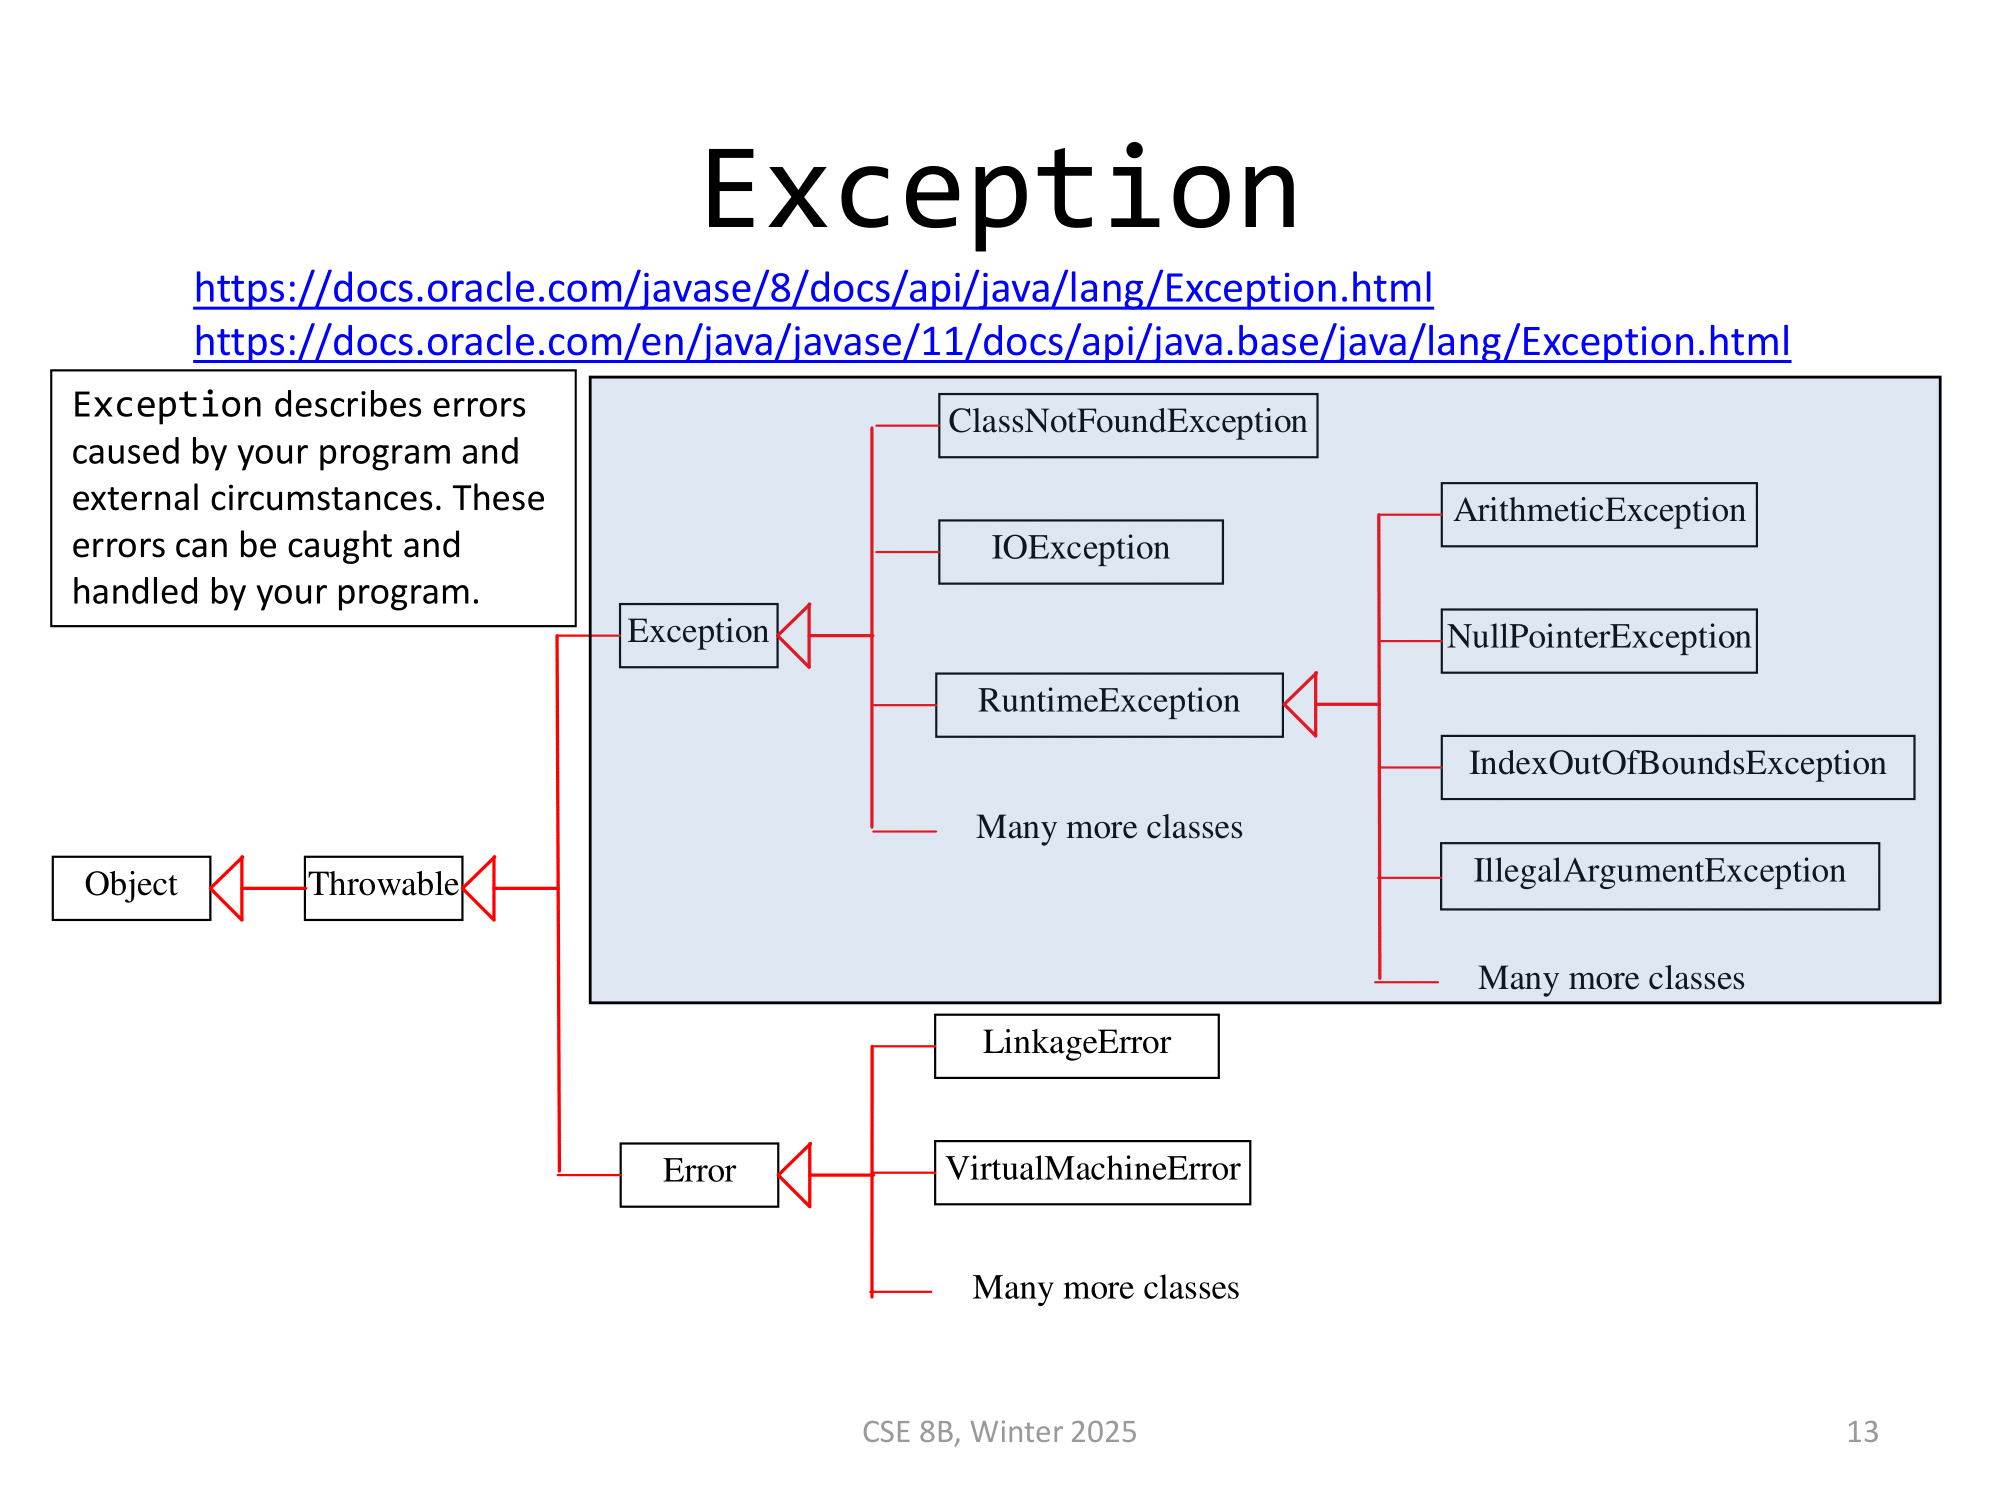 Exception
https://docs.oracle.com/javase/8/docs/api/java/lang/Exception.html
https://docs.oracle.com/en/java/javase/11/docs/api/java.base/java/lang/Exception.html
Exception describes errors
caused by your program and
external circumstances. These
errors can be caught and
handled by your program.
ClassNotFoundException
ArithmeticException
IOException
Exception
NullPointerException
RuntimeException
IndexOutOfBoundsException
Many more classes
IllegalArgumentException
Object
Throwable
Many more classes
LinkageError
Error
VirtualMachineError
Many more classes
CSE 8B, Winter 2025
13